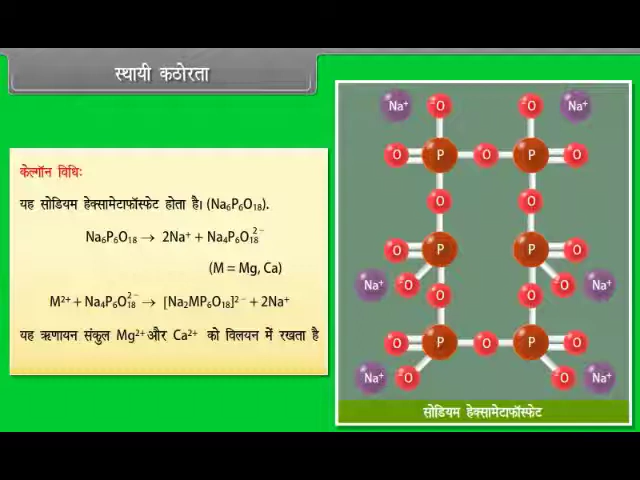 स्थायी कठोरता
केल्गॉन विधिः
यह सोडियम हेक्सामेटाफॉस्फेट होता है। (Na₆P₆O₁₈).
Na₆P₆O₁₈ → 2Na⁺ + Na₄P₆O₁₈²⁻
(M = Mg, Ca)
M²⁺ + Na₄P₆O₁₈²⁻ → [Na₂MP₆O₁₈]²⁻ + 2Na⁺
यह ऋणायन संकुल Mg²⁺ और Ca²⁺ को विलयन में रखता है
Na⁺ ⁻O ⁻O Na⁺
O P O P O
O O
O P P O
Na⁺ ⁻O ⁻O Na⁺
O O
O P O P O
Na⁺ ⁻O ⁻O Na⁺
सोडियम हेक्सामेटाफॉस्फेट